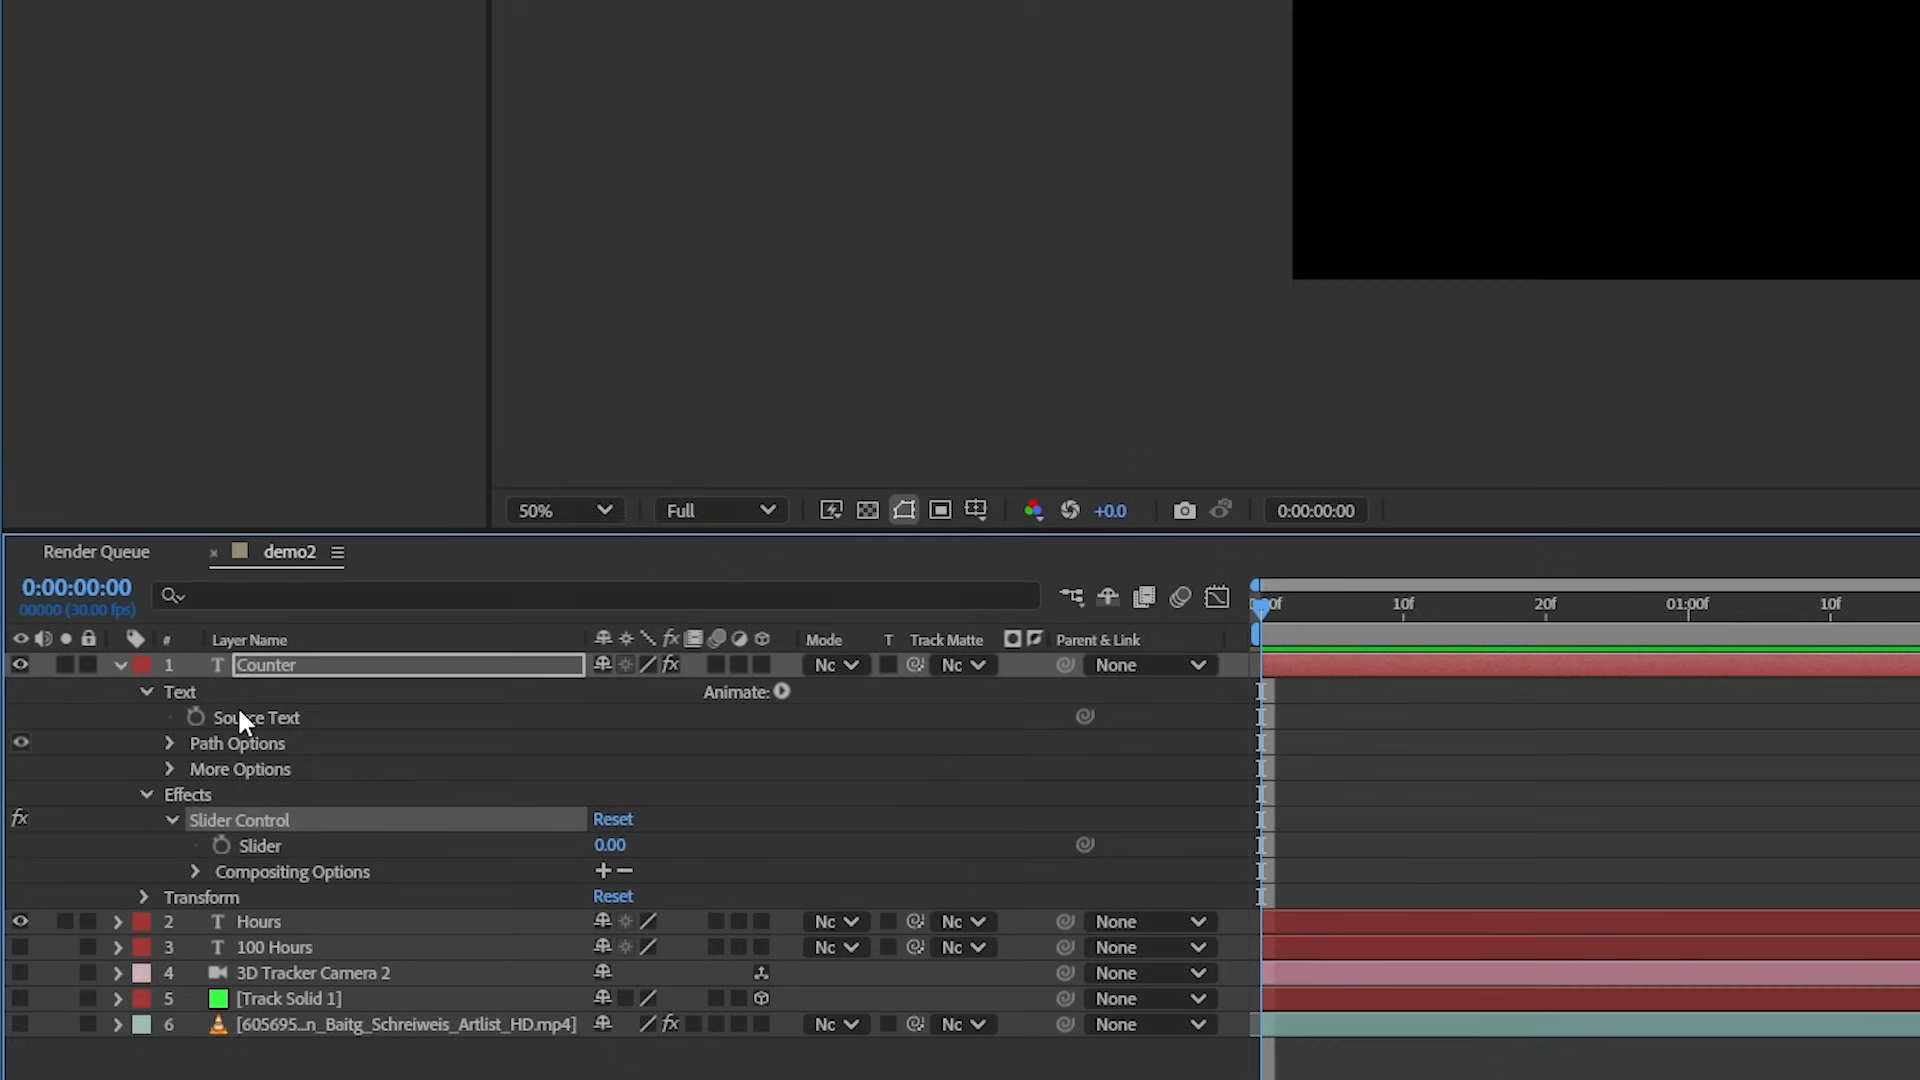 50% Full +0.0 0:00:00:00
Render Queue × demo2
0:00:00:00
00000 (30.00 fps)
10f 20f 01:00f 10f
# Layer Name fx Mode T Track Matte Parent & Link
1 T Counter fx Nc Nc None
Text Animate:
Source Text
Path Options
More Options
Effects
fx Slider Control Reset
Slider 0.00
Compositing Options + −
Transform Reset
2 T Hours Nc Nc None
3 T 100 Hours Nc Nc None
4 3D Tracker Camera 2 None
5 [Track Solid 1] None
6 [605695...n_Baitg_Schreiweis_Artlist_HD.mp4] fx Nc Nc None